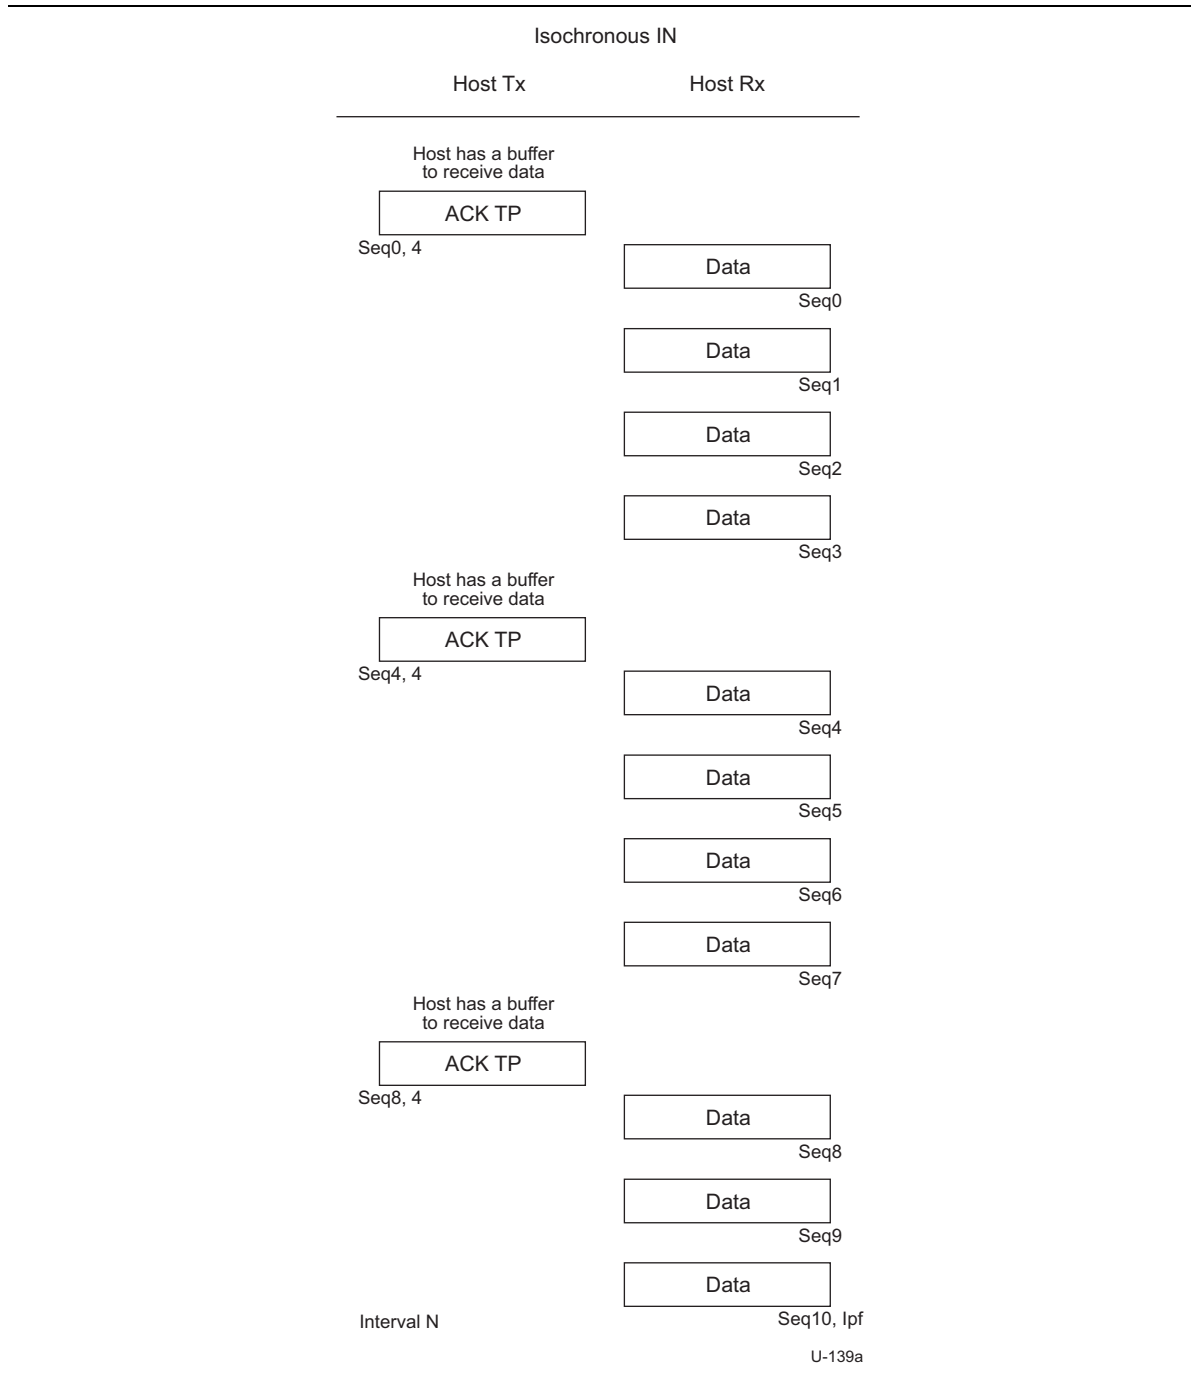 Isochronous IN
Host Tx
Host Rx
Host has a buffer
to receive data
ACK TP
Seq0, 4
Data
Seq0
Data
Seq1
Data
Seq2
Data
Seq3
Host has a buffer
to receive data
ACK TP
Seq4, 4
Data
Seq4
Data
Seq5
Data
Seq6
Data
Seq7
Host has a buffer
to receive data
ACK TP
Seq8, 4
Data
Seq8
Data
Seq9
Data
Seq10, lpf
Interval N
U-139a